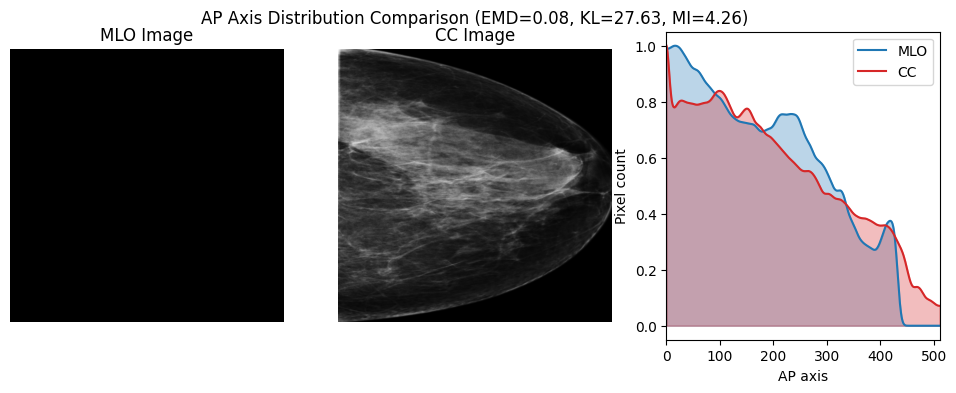 AP Axis Distribution Comparison (EMD=0.08, KL=27.63, MI=4.26)
MLO Image
CC Image
MLO
CC
1.0
0.8
0.6
0.4
0.2
0.0
Pixel count
0 100 200 300 400 500
AP axis